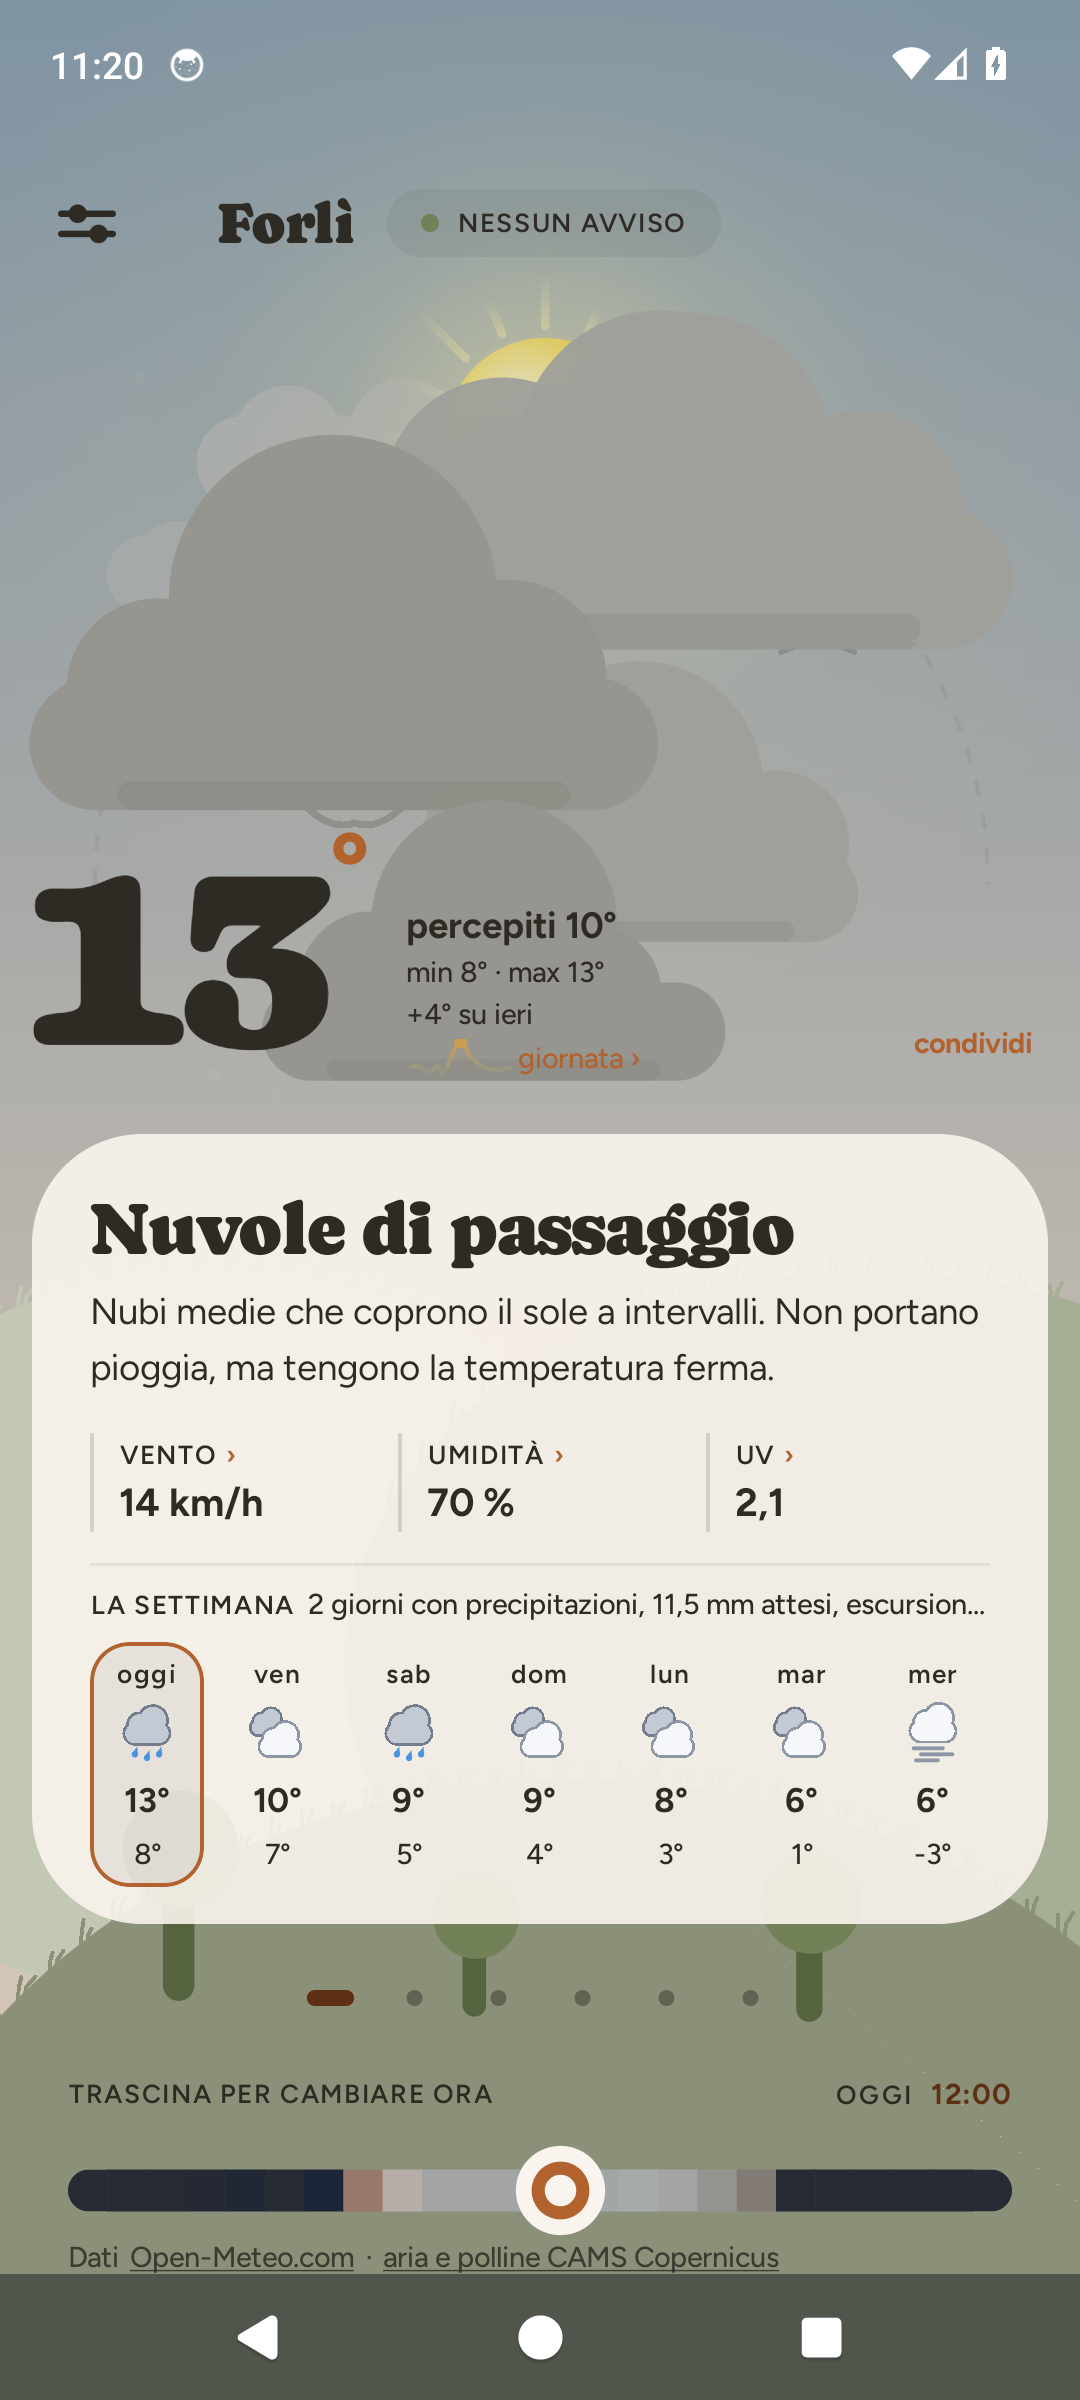 11:20
Forlì
NESSUN AVVISO
13
percepiti 10°
min 8° · max 13°
+4° su ieri
giornata ›
condividi
Nuvole di passaggio
Nubi medie che coprono il sole a intervalli. Non portano
pioggia, ma tengono la temperatura ferma.
VENTO › UMIDITÀ › UV ›
14 km/h 70 % 2,1
LA SETTIMANA 2 giorni con precipitazioni, 11,5 mm attesi, escursion...
oggi ven sab dom lun mar mer
13° 10° 9° 9° 8° 6° 6°
8° 7° 5° 4° 3° 1° -3°
TRASCINA PER CAMBIARE ORA OGGI 12:00
Dati Open-Meteo.com · aria e polline CAMS Copernicus